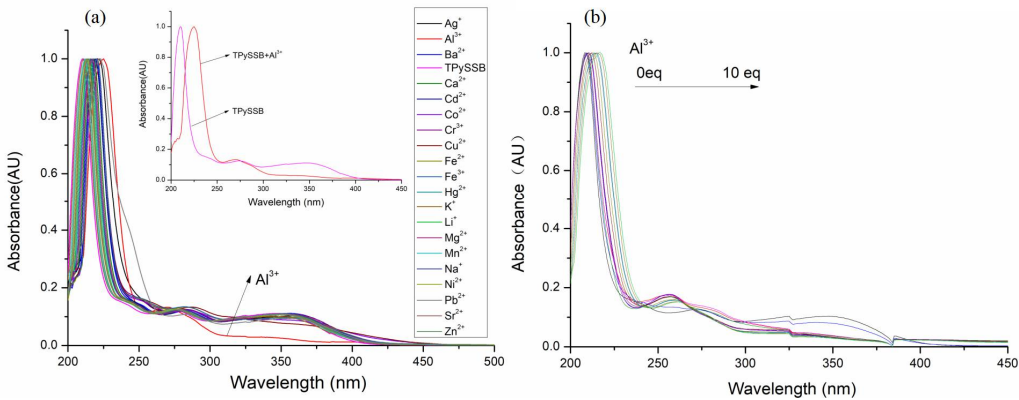 (a)
Absorbance(AU)
1.0
0.8
0.6
0.4
0.2
0.0
200 250 300 350 400 450 500
Wavelength (nm)
Al³⁺
Absorbance(AU)
1.0
0.8
0.6
0.4
0.2
0.0
200 250 300 350 400 450
Wavelength (nm)
TPySSB+Al³⁺
TPySSB
Ag⁺
Al³⁺
Ba²⁺
TPySSB
Ca²⁺
Cd²⁺
Co²⁺
Cr³⁺
Cu²⁺
Fe²⁺
Fe³⁺
Hg²⁺
K⁺
Li⁺
Mg²⁺
Mn²⁺
Na⁺
Ni²⁺
Pb²⁺
Sr²⁺
Zn²⁺
(b)
Absorbance (AU)
1.0
0.8
0.6
0.4
0.2
0.0
200 250 300 350 400 450
Wavelength (nm)
Al³⁺
0eq 10 eq